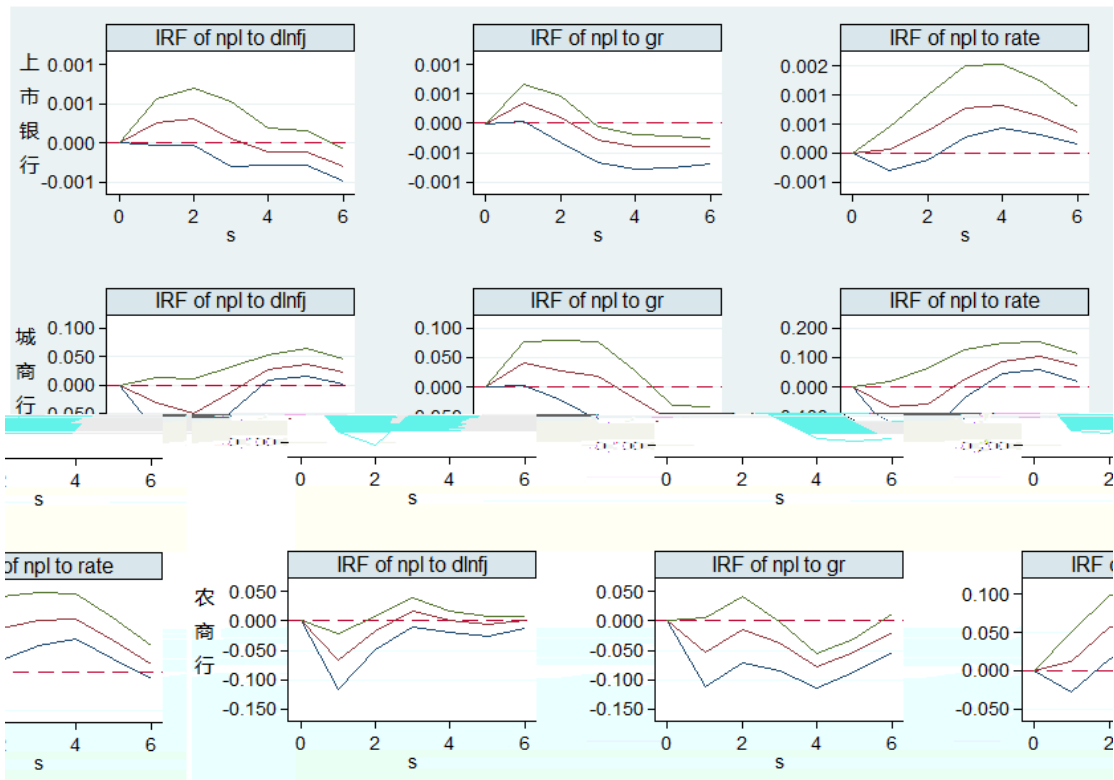 上市银行
IRF of npl to dlnfj
0.001
0.001
0.000
-0.001
0 2 4 6
s
IRF of npl to gr
0.001
0.001
0.000
-0.001
-0.001
0 2 4 6
s
IRF of npl to rate
0.002
0.001
0.001
0.000
-0.001
0 2 4 6
s
城商行
IRF of npl to dlnfj
0.100
0.050
0.000
IRF of npl to gr
0.100
0.050
0.000
IRF of npl to rate
0.200
0.100
0.000
4 6
s
0 2 4 6
s
0 2 4 6
s
0 2
of npl to rate
4 6
s
农商行
IRF of npl to dlnfj
0.050
0.000
-0.050
-0.100
-0.150
0 2 4 6
s
IRF of npl to gr
0.050
0.000
-0.050
-0.100
-0.150
0 2 4 6
s
IRF
0.100
0.050
0.000
-0.050
0 2